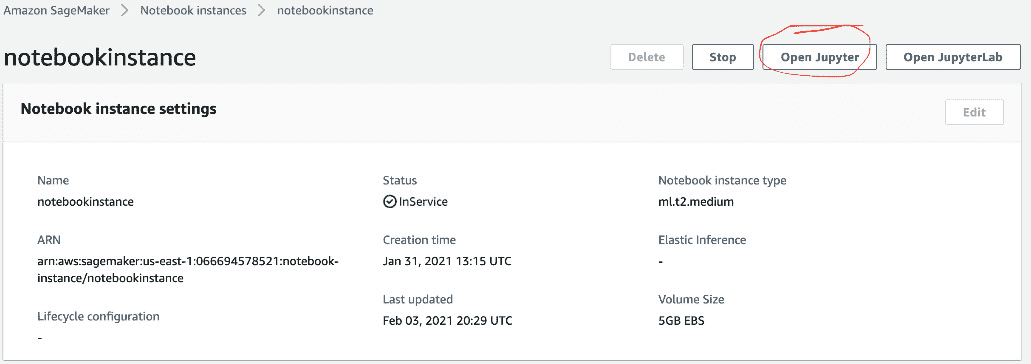 Amazon SageMaker > Notebook instances > notebookinstance
notebookinstance
Delete Stop Open Jupyter Open JupyterLab
Notebook instance settings
Edit
Name
notebookinstance
ARN
arn:aws:sagemaker:us-east-1:066694578521:notebook-
instance/notebookinstance
Lifecycle configuration
-
Status
InService
Creation time
Jan 31, 2021 13:15 UTC
Last updated
Feb 03, 2021 20:29 UTC
Notebook instance type
ml.t2.medium
Elastic Inference
-
Volume Size
5GB EBS